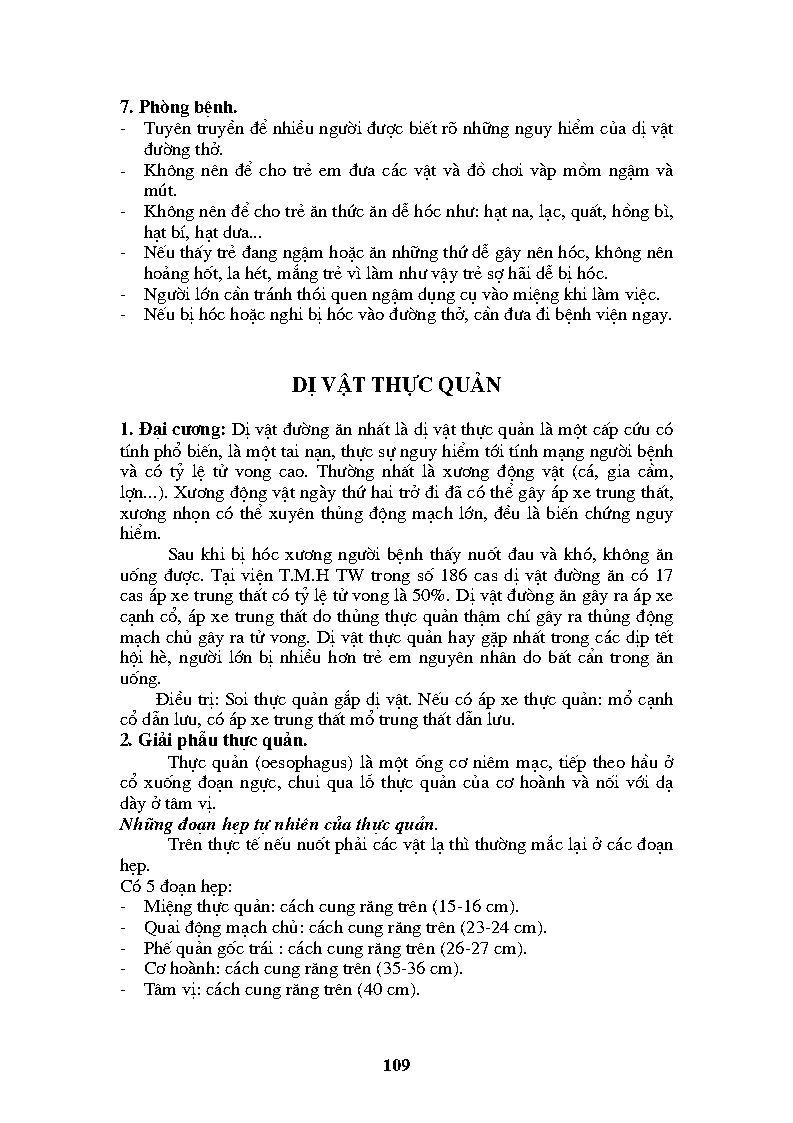 7. Phòng bệnh.
- Tuyên truyền để nhiều người được biết rõ những nguy hiểm của dị vật
đường thở.
- Không nên để cho trẻ em đưa các vật và đồ chơi vàp mồm ngậm và
mút.
- Không nên để cho trẻ ăn thức ăn dễ hóc như: hạt na, lạc, quất, hồng bì,
hạt bí, hạt dưa...
- Nếu thấy trẻ đang ngậm hoặc ăn những thứ dễ gây nên hóc, không nên
hoảng hốt, la hét, mắng trẻ vì làm như vậy trẻ sợ hãi dễ bị hóc.
- Người lớn cần tránh thói quen ngậm dụng cụ vào miệng khi làm việc.
- Nếu bị hóc hoặc nghi bị hóc vào đường thở, cần đưa đi bệnh viện ngay.
DỊ VẬT THỰC QUẢN
1. Đại cương: Dị vật đường ăn nhất là dị vật thực quản là một cấp cứu có
tính phổ biến, là một tai nạn, thực sự nguy hiểm tới tính mạng người bệnh
và có tỷ lệ tử vong cao. Thường nhất là xương động vật (cá, gia cầm,
lợn...). Xương động vật ngày thứ hai trở đi đã có thể gây áp xe trung thất,
xương nhọn có thể xuyên thủng động mạch lớn, đều là biến chứng nguy
hiểm.
Sau khi bị hóc xương người bệnh thấy nuốt đau và khó, không ăn
uống được. Tại viện T.M.H TW trong số 186 cas dị vật đường ăn có 17
cas áp xe trung thất có tỷ lệ tử vong là 50%. Dị vật đường ăn gây ra áp xe
cạnh cổ, áp xe trung thất do thủng thực quản thậm chí gây ra thủng động
mạch chủ gây ra tử vong. Dị vật thực quản hay gặp nhất trong các dịp tết
hội hè, người lớn bị nhiều hơn trẻ em nguyên nhân do bất cẩn trong ăn
uống.
Điều trị: Soi thực quản gắp dị vật. Nếu có áp xe thực quản: mổ cạnh
cổ dẫn lưu, có áp xe trung thất mổ trung thất dẫn lưu.
2. Giải phẫu thực quản.
Thực quản (oesophagus) là một ống cơ niêm mạc, tiếp theo hầu ở
cổ xuống đoạn ngực, chui qua lỗ thực quản của cơ hoành và nối với dạ
dày ở tâm vị.
Những đoạn hẹp tự nhiên của thực quản.
Trên thực tế nếu nuốt phải các vật lạ thì thường mắc lại ở các đoạn
hẹp.
Có 5 đoạn hẹp:
- Miệng thực quản: cách cung răng trên (15-16 cm).
- Quai động mạch chủ: cách cung răng trên (23-24 cm).
- Phế quản gốc trái : cách cung răng trên (26-27 cm).
- Cơ hoành: cách cung răng trên (35-36 cm).
- Tâm vị: cách cung răng trên (40 cm).
109